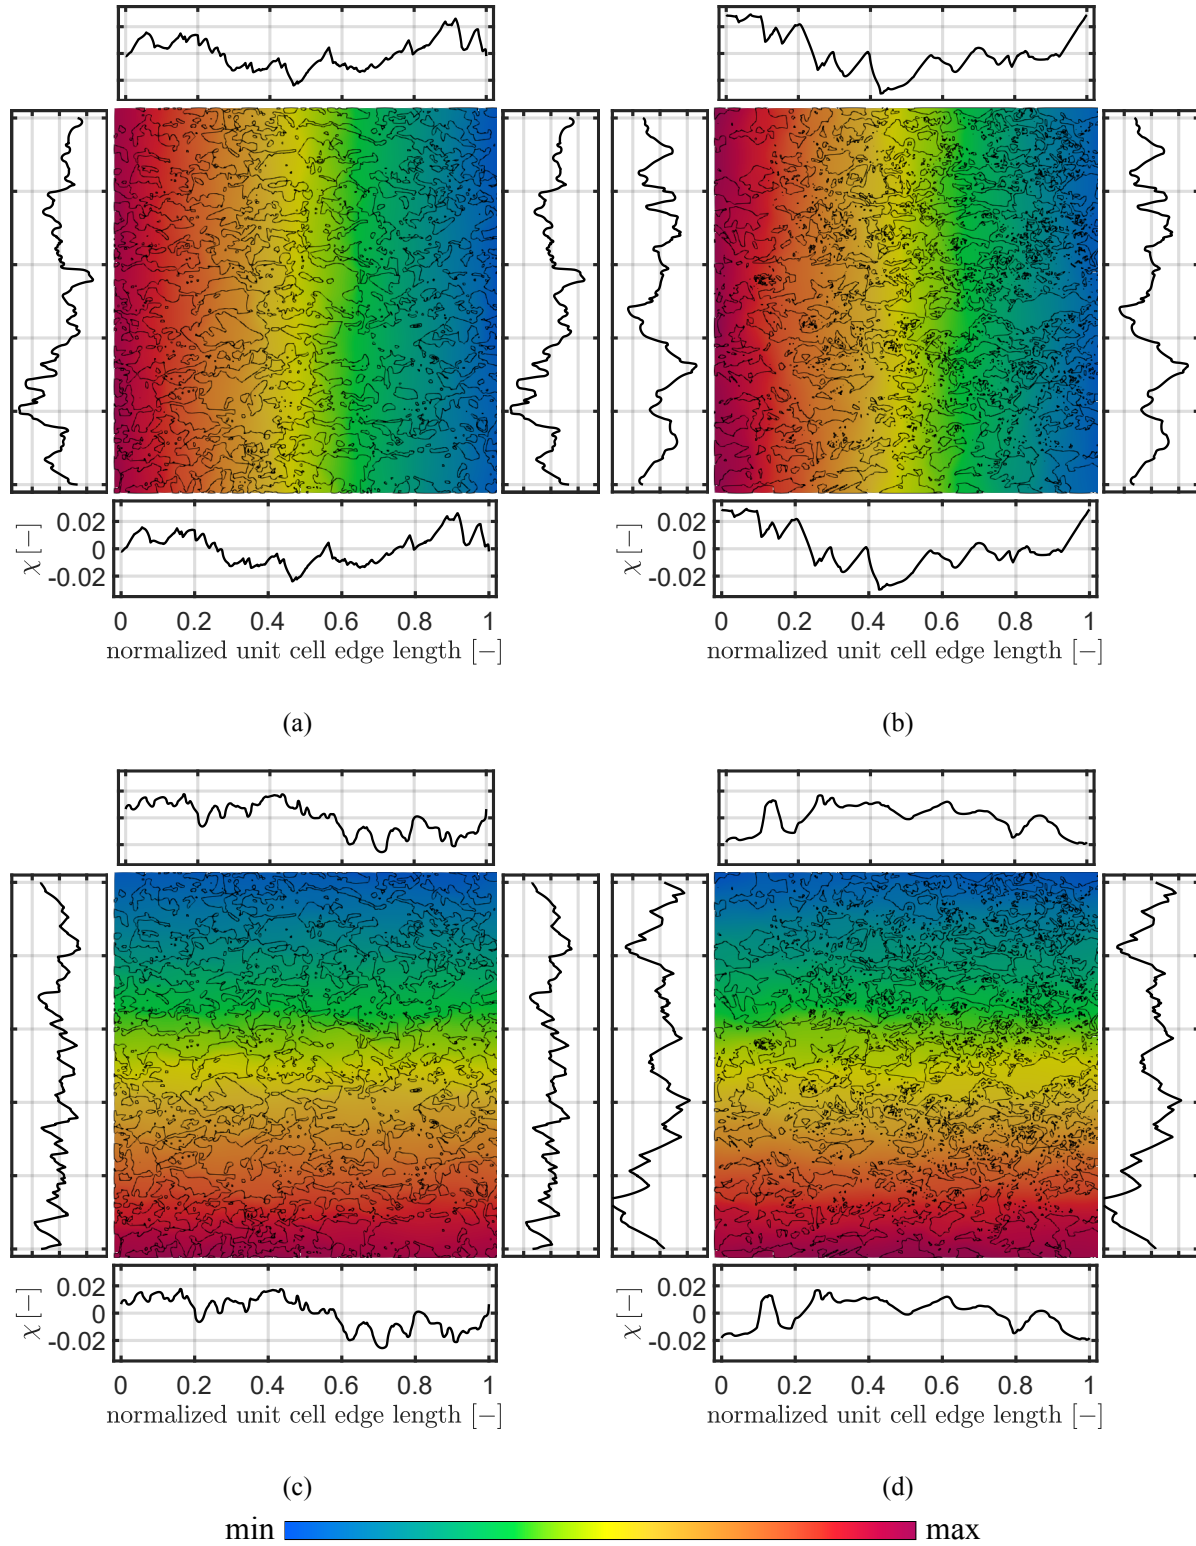 χ [−] 0.02 0 -0.02
0 0.2 0.4 0.6 0.8 1
normalized unit cell edge length [−]
χ [−] 0.02 0 -0.02
0 0.2 0.4 0.6 0.8 1
normalized unit cell edge length [−]
(a) (b)
χ [−] 0.02 0 -0.02
0 0.2 0.4 0.6 0.8 1
normalized unit cell edge length [−]
χ [−] 0.02 0 -0.02
0 0.2 0.4 0.6 0.8 1
normalized unit cell edge length [−]
(c) (d)
min max